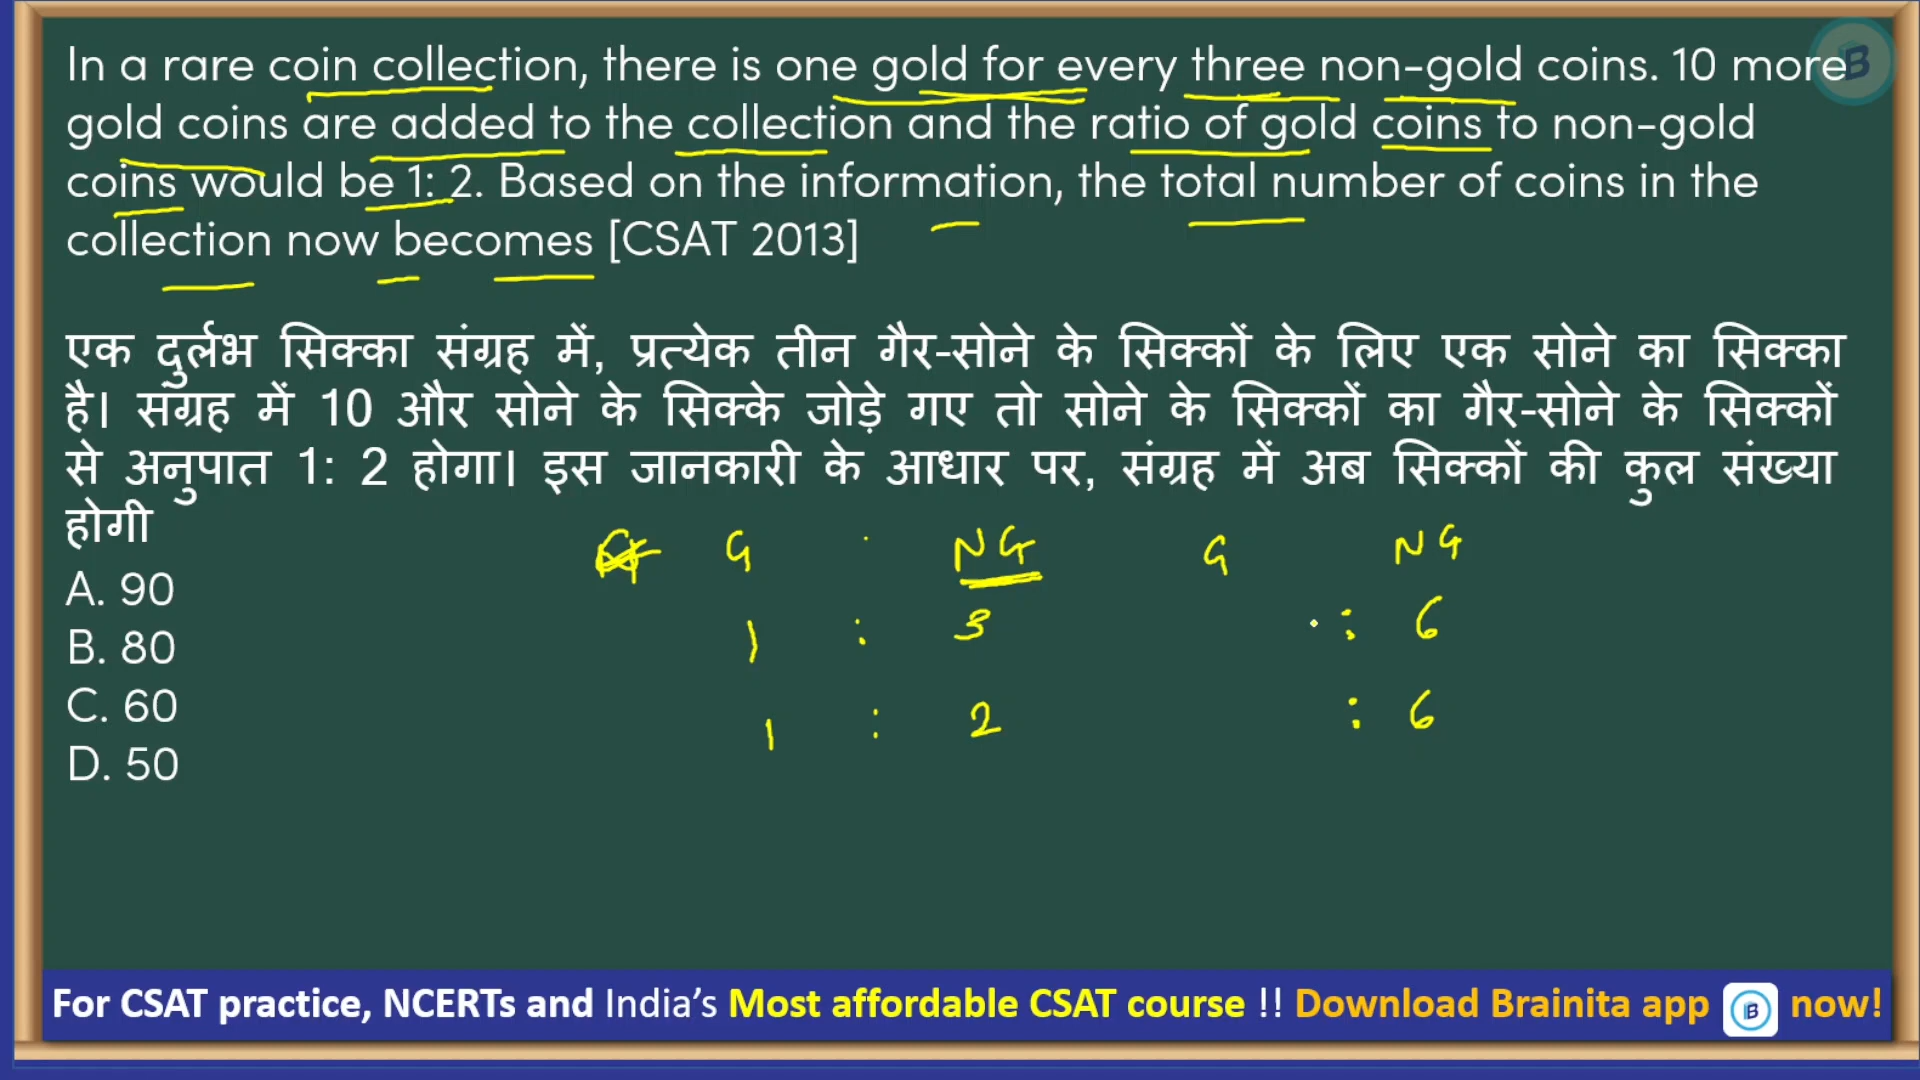 In a rare coin collection, there is one gold for every three non-gold coins. 10 more
gold coins are added to the collection and the ratio of gold coins to non-gold
coins would be 1: 2. Based on the information, the total number of coins in the
collection now becomes [CSAT 2013]
एक दुर्लभ सिक्का संग्रह में, प्रत्येक तीन गैर-सोने के सिक्कों के लिए एक सोने का सिक्का
है। संग्रह में 10 और सोने के सिक्के जोड़े गए तो सोने के सिक्कों का गैर-सोने के सिक्कों
से अनुपात 1: 2 होगा। इस जानकारी के आधार पर, संग्रह में अब सिक्कों की कुल संख्या
होगी
G : NG G NG
A. 90
1 : 3 : 6
B. 80
C. 60
1 : 2 : 6
D. 50
For CSAT practice, NCERTs and India's Most affordable CSAT course !! Download Brainita app B now!